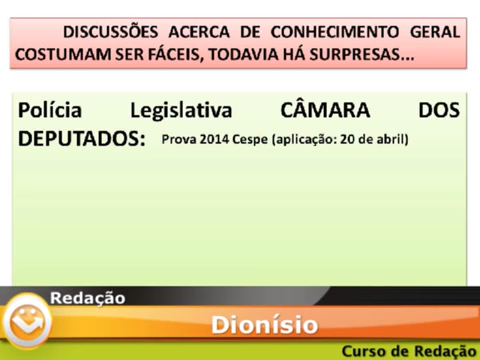 DISCUSSÕES ACERCA DE CONHECIMENTO GERAL
COSTUMAM SER FÁCEIS, TODAVIA HÁ SURPRESAS...
Polícia Legislativa CÂMARA DOS
DEPUTADOS: Prova 2014 Cespe (aplicação: 20 de abril)
Redação
Dionísio
Curso de Redação